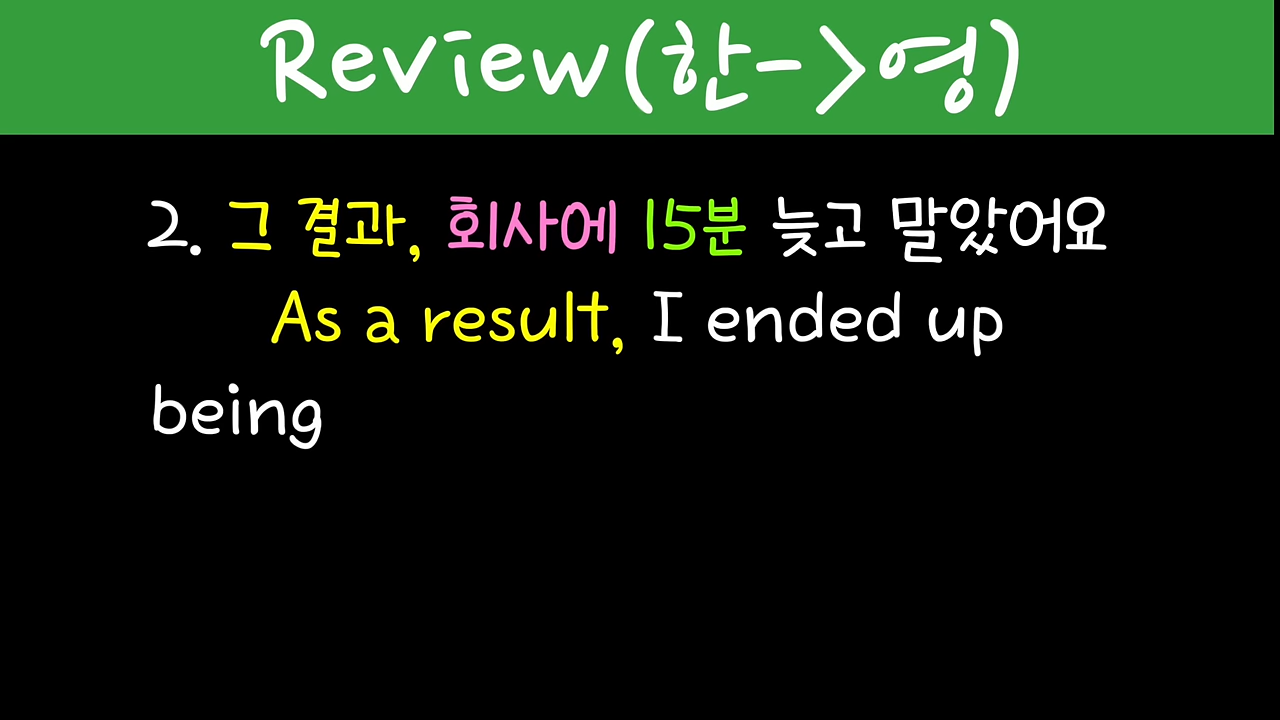 Review(한->영)
2. 그 결과, 회사에 15분 늦고 말았어요
As a result, I ended up
being